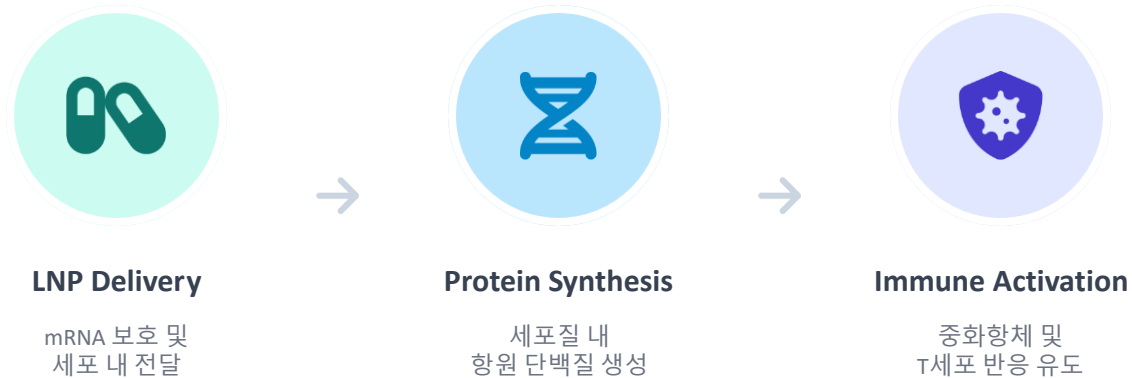 LNP Delivery
mRNA 보호 및
세포 내 전달
Protein Synthesis
세포질 내
항원 단백질 생성
Immune Activation
중화항체 및
T세포 반응 유도